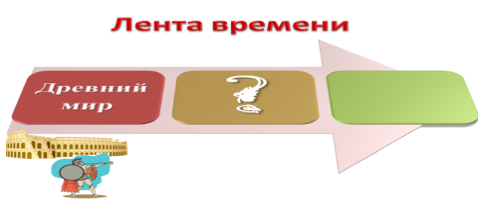 Лента времени
Древний
мир
?